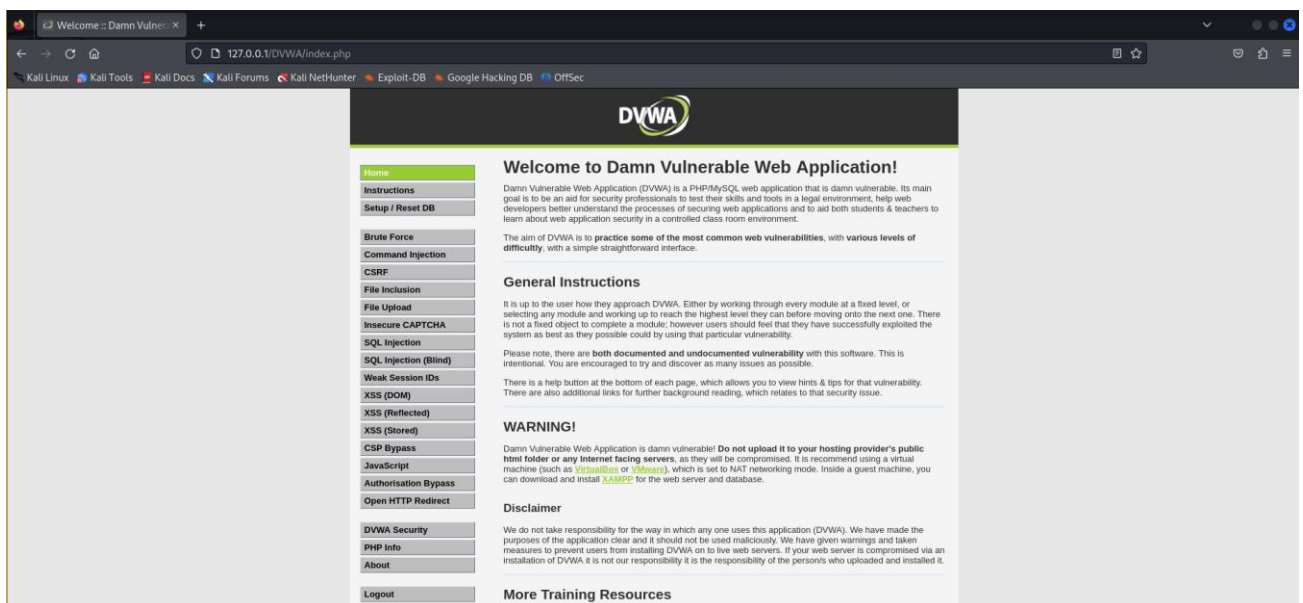 Welcome :: Damn Vulner
127.0.0.1/DVWA/index.php
Kali Linux Kali Tools Kali Docs Kali Forums Kali NetHunter Exploit-DB Google Hacking DB OffSec
DVWA
Home
Instructions
Setup / Reset DB
Brute Force
Command Injection
CSRF
File Inclusion
File Upload
Insecure CAPTCHA
SQL Injection
SQL Injection (Blind)
Weak Session IDs
XSS (DOM)
XSS (Reflected)
XSS (Stored)
CSP Bypass
JavaScript
Authorisation Bypass
Open HTTP Redirect
DVWA Security
PHP Info
About
Logout
Welcome to Damn Vulnerable Web Application!
Damn Vulnerable Web Application (DVWA) is a PHP/MySQL web application that is damn vulnerable. Its main
goal is to be an aid for security professionals to test their skills and tools in a legal environment, help web
developers better understand the processes of securing web applications and to aid both students & teachers to
learn about web application security in a controlled class room environment.
The aim of DVWA is to practice some of the most common web vulnerabilities, with various levels of
difficultly, with a simple straightforward interface.
General Instructions
It is up to the user how they approach DVWA. Either by working through every module at a fixed level, or
selecting any module and working up to reach the highest level they can before moving onto the next one. There
is not a fixed object to complete a module; however users should feel that they have successfully exploited the
system as best as they possible could by using that particular vulnerability.
Please note, there are both documented and undocumented vulnerability with this software. This is
intentional. You are encouraged to try and discover as many issues as possible.
There is a help button at the bottom of each page, which allows you to view hints & tips for that vulnerability.
There are also additional links for further background reading, which relates to that security issue.
WARNING!
Damn Vulnerable Web Application is damn vulnerable! Do not upload it to your hosting provider's public
html folder or any Internet facing servers, as they will be compromised. It is recommend using a virtual
machine (such as VirtualBox or VMware), which is set to NAT networking mode. Inside a guest machine, you
can download and install XAMPP for the web server and database.
Disclaimer
We do not take responsibility for the way in which any one uses this application (DVWA). We have made the
purposes of the application clear and it should not be used maliciously. We have given warnings and taken
measures to prevent users from installing DVWA on to live web servers. If your web server is compromised via an
installation of DVWA it is not our responsibility it is the responsibility of the person/s who uploaded and installed it.
More Training Resources